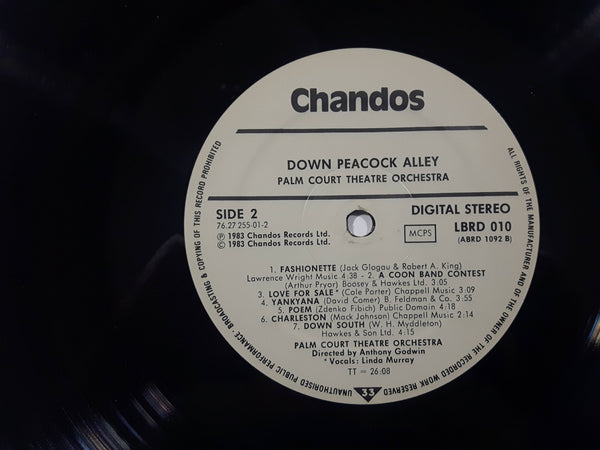 Chandos
DOWN PEACOCK ALLEY
PALM COURT THEATRE ORCHESTRA
SIDE 2
76.27 255-01-2
℗ 1983 Chandos Records Ltd.
© 1983 Chandos Records Ltd.
MCPS
DIGITAL STEREO
LBRD 010
(ABRD 1092 B)
1. FASHIONETTE (Jack Glogau & Robert A. King)
Lawrence Wright Music 4:38 - 2. A COON BAND CONTEST
(Arthur Pryor) Boosey & Hawkes Ltd. 3:05
3. LOVE FOR SALE* (Cole Porter) Chappell Music 3:09
4. YANKYANA (David Comer) B. Feldman & Co. 3:55
5. POEM (Zdenko Fibich) Public Domain 4:18
6. CHARLESTON (Mack Johnson) Chappell Music 2:14
7. DOWN SOUTH (W. H. Myddleton)
Hawkes & Son Ltd. 4:15
PALM COURT THEATRE ORCHESTRA
Directed by Anthony Godwin
* Vocals: Linda Murray
TT = 26:08
33
ALL RIGHTS OF THE MANUFACTURER AND OF THE OWNER OF THE RECORDED WORK RESERVED
UNAUTHORISED PUBLIC PERFORMANCE · BROADCASTING & COPYING OF THIS RECORD PROHIBITED